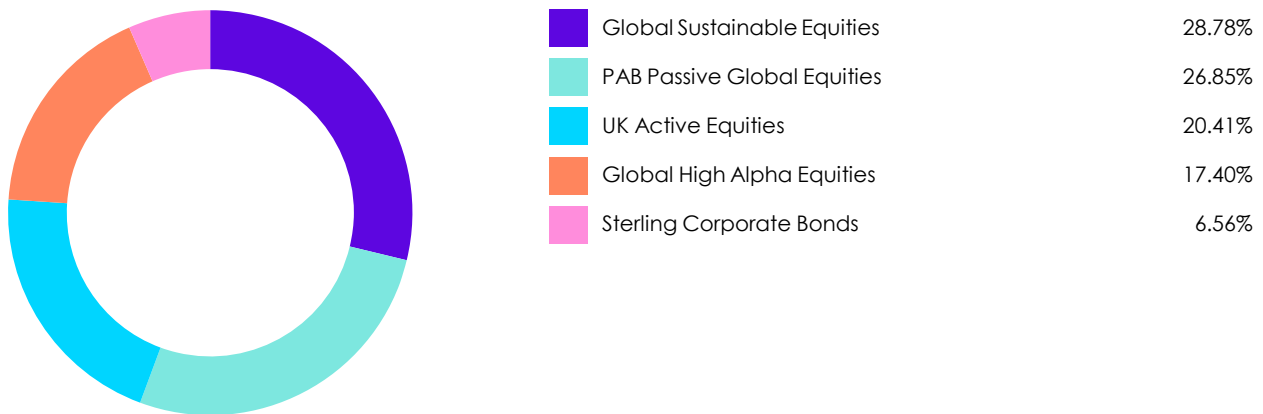 Global Sustainable Equities 28.78%
PAB Passive Global Equities 26.85%
UK Active Equities 20.41%
Global High Alpha Equities 17.40%
Sterling Corporate Bonds 6.56%